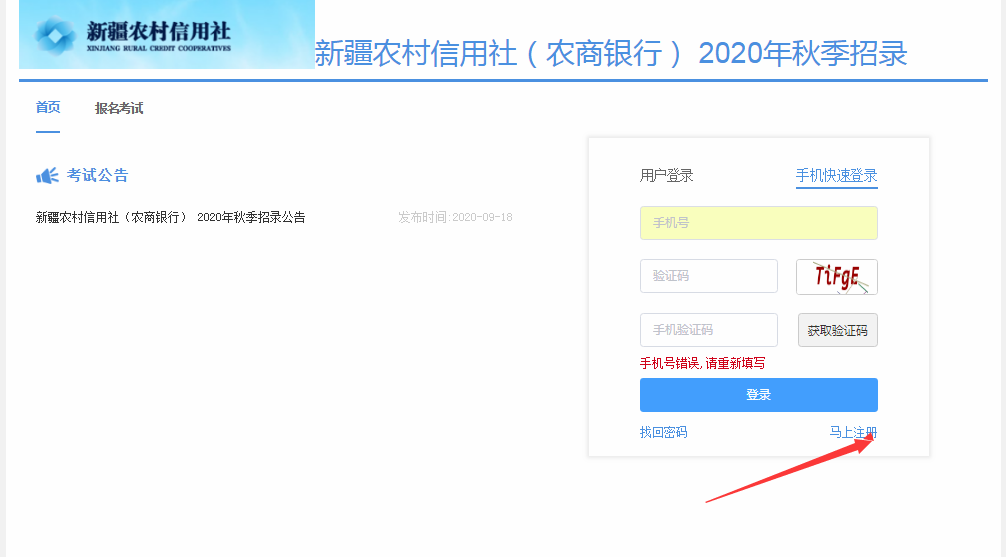 新疆农村信用社
XINJIANG RURAL CREDIT COOPERATIVES
新疆农村信用社（农商银行） 2020年秋季招录
首页 报名考试
考试公告
新疆农村信用社（农商银行） 2020年秋季招录公告 发布时间:2020-09-18
用户登录 手机快速登录
手机号
验证码 TiFgE
手机验证码 获取验证码
手机号错误,请重新填写
登录
找回密码 马上注册